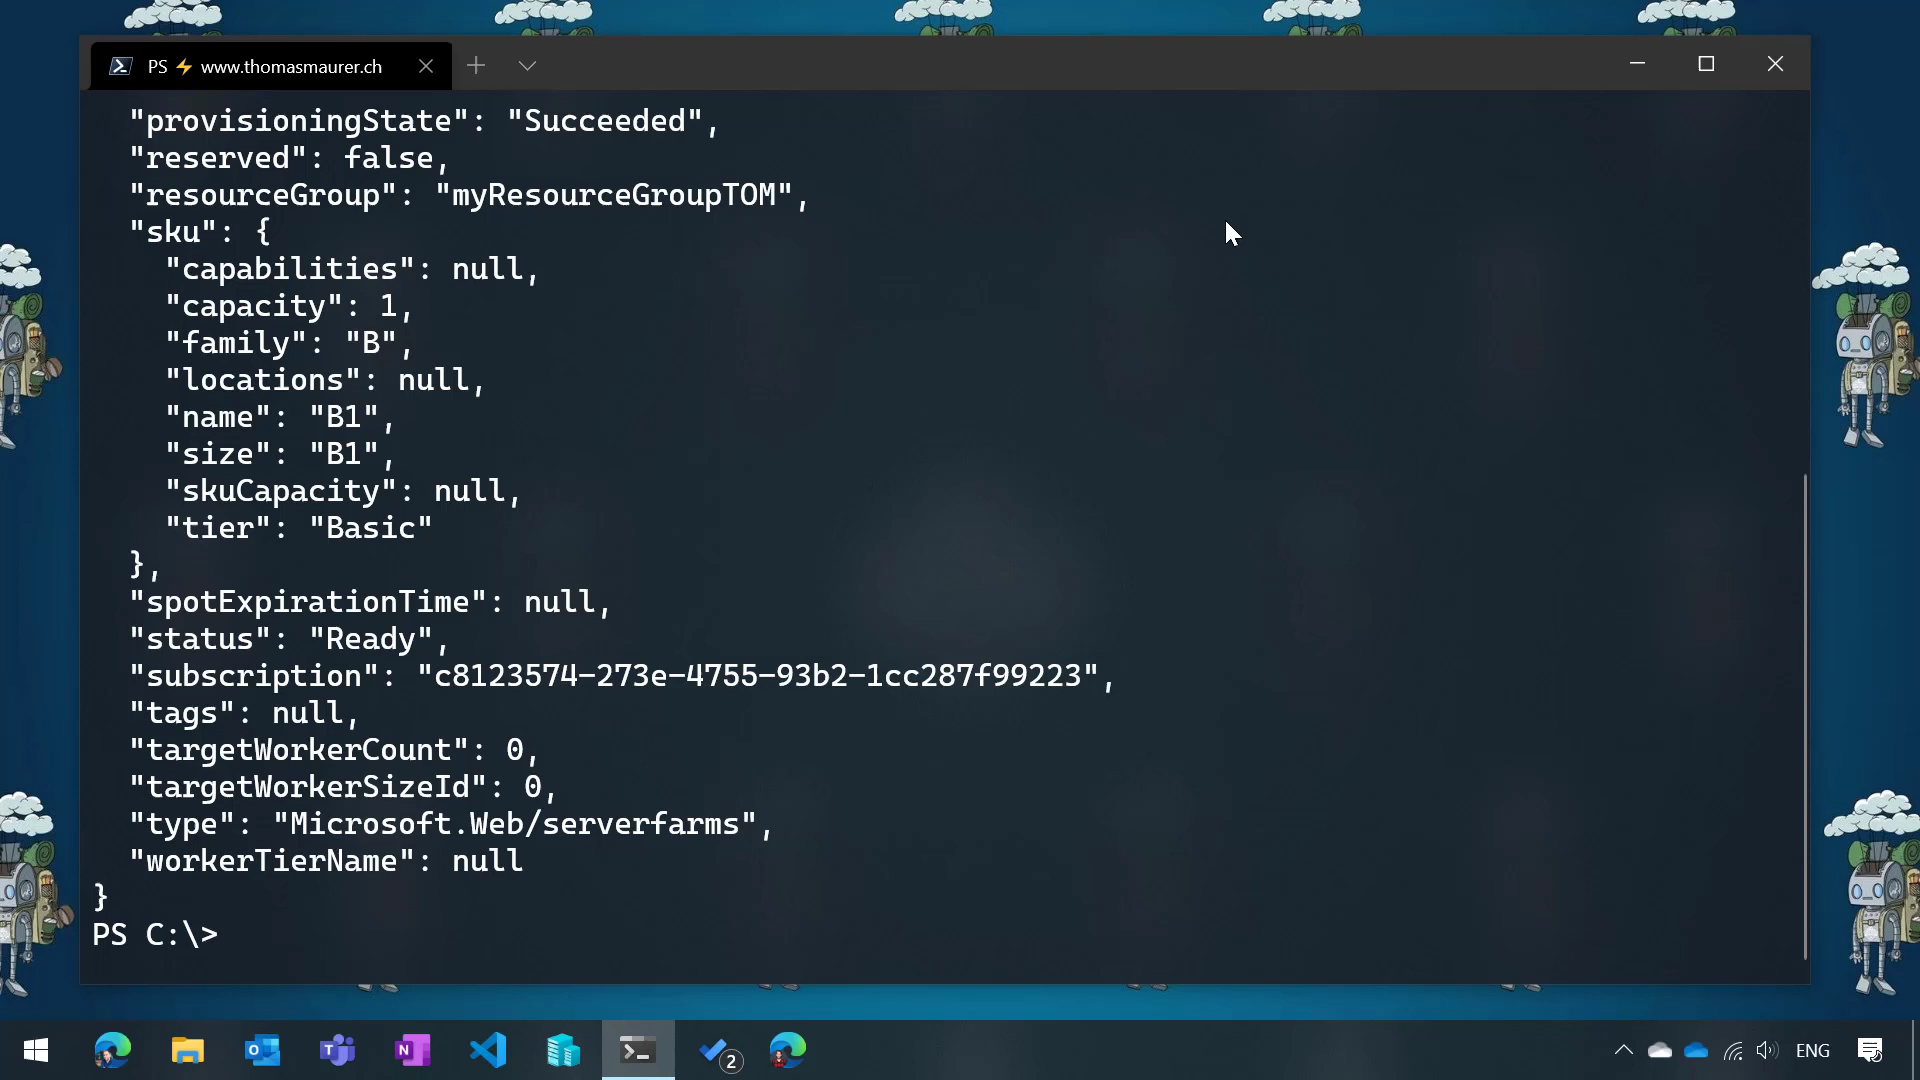 PS ⚡ www.thomasmaurer.ch
"provisioningState": "Succeeded",
"reserved": false,
"resourceGroup": "myResourceGroupTOM",
"sku": {
"capabilities": null,
"capacity": 1,
"family": "B",
"locations": null,
"name": "B1",
"size": "B1",
"skuCapacity": null,
"tier": "Basic"
},
"spotExpirationTime": null,
"status": "Ready",
"subscription": "c8123574-273e-4755-93b2-1cc287f99223",
"tags": null,
"targetWorkerCount": 0,
"targetWorkerSizeId": 0,
"type": "Microsoft.Web/serverfarms",
"workerTierName": null
}
PS C:\>
2
ENG